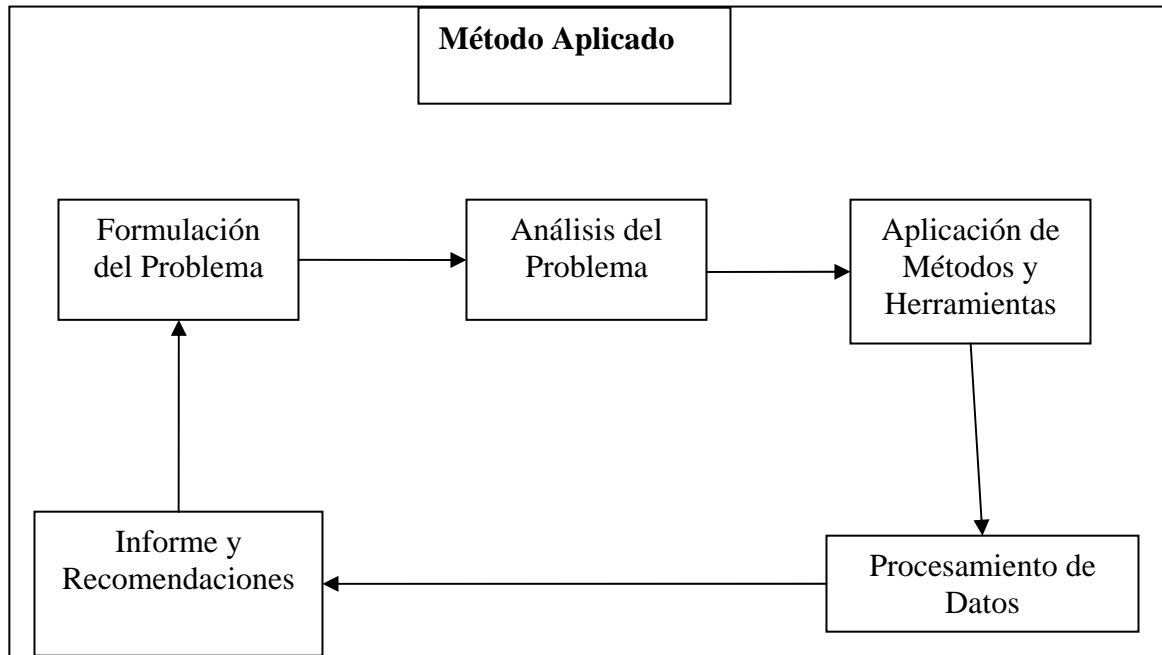 Método Aplicado
Formulación
del Problema
Análisis del
Problema
Aplicación de
Métodos y
Herramientas
Informe y
Recomendaciones
Procesamiento de
Datos